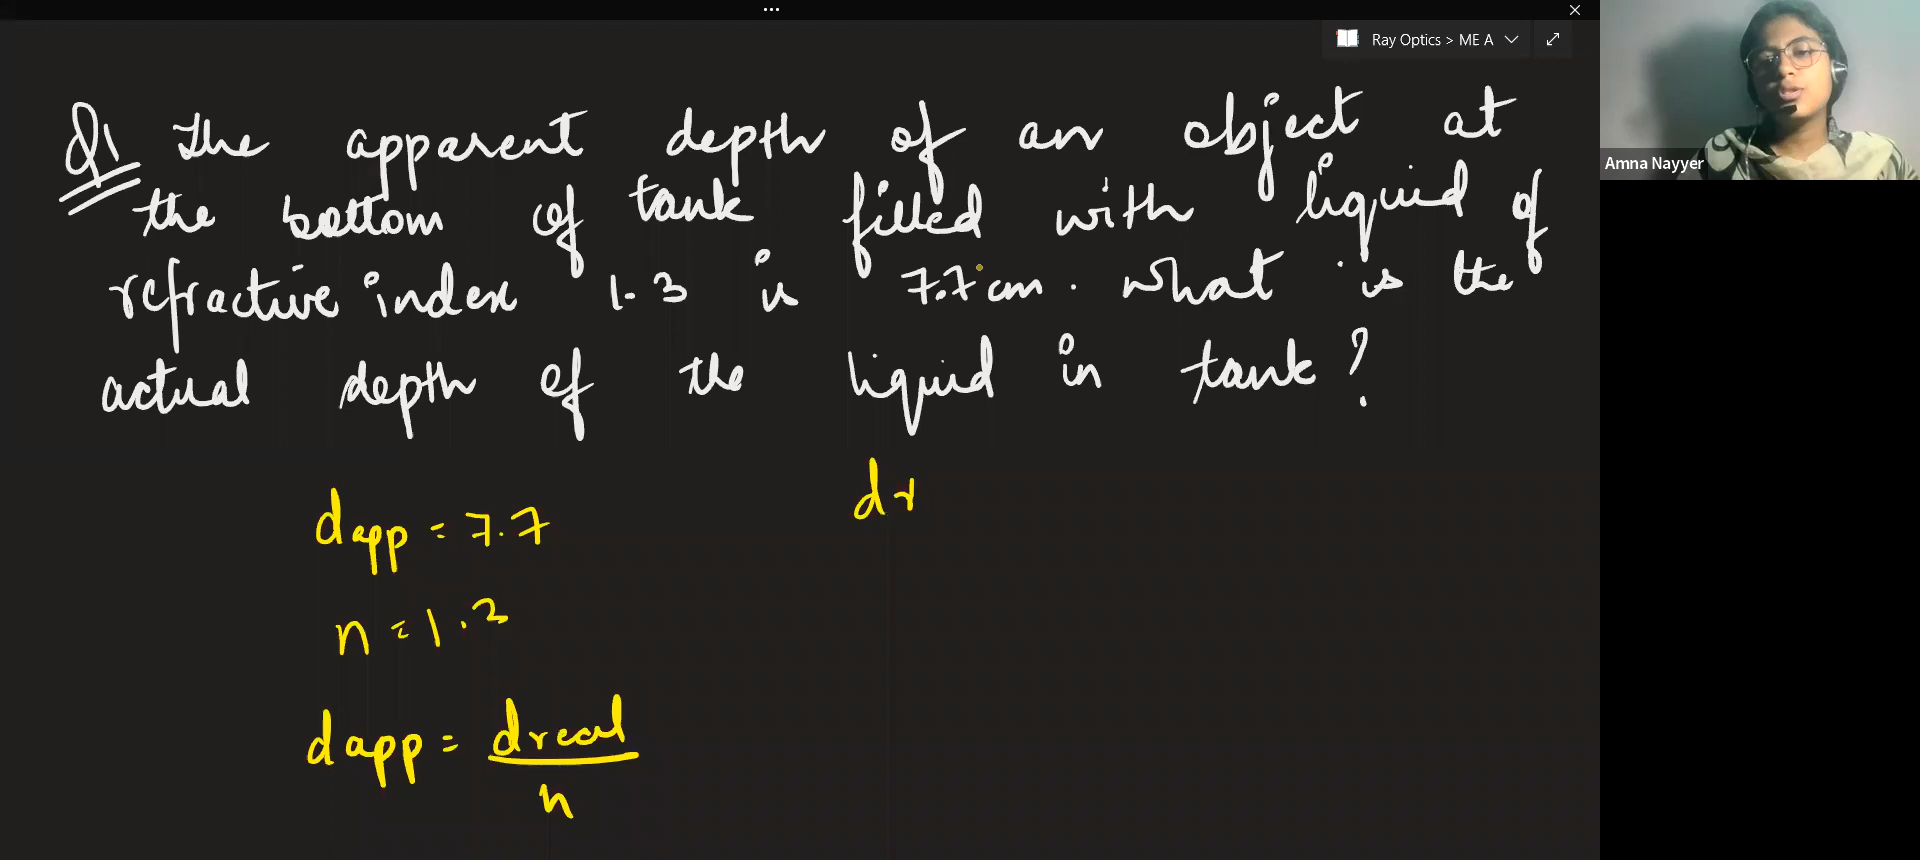 Ray Optics > ME A
Amna Nayyer
Q1 The apparent depth of an object at
the bottom of tank filled with liquid of
refractive index 1.3 is 7.7cm. what is the
actual depth of the liquid in tank?
dapp = 7.7
dr
n = 1.3
dapp = dreal
n